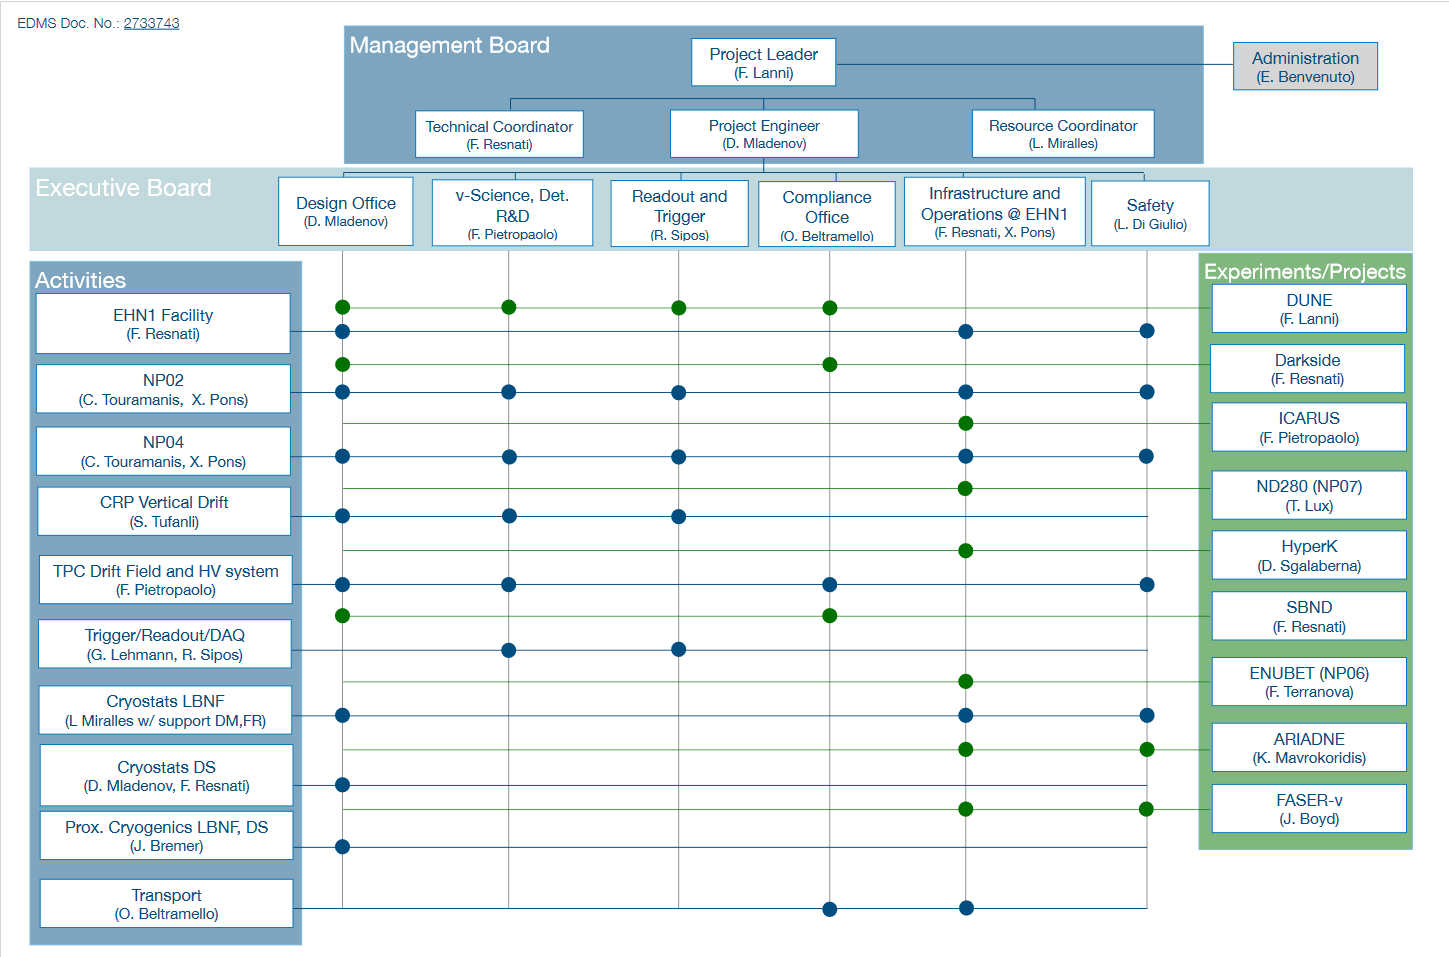 EDMS Doc. No.: 2733743
Management Board
Project Leader
(F. Lanni)
Administration
(E. Benvenuto)
Technical Coordinator
(F. Resnati)
Project Engineer
(D. Mladenov)
Resource Coordinator
(L. Miralles)
Executive Board
Design Office
(D. Mladenov)
v-Science, Det.
R&D
(F. Pietropaolo)
Readout and
Trigger
(R. Sipos)
Compliance
Office
(O. Beltramello)
Infrastructure and
Operations @ EHN1
(F. Resnati, X. Pons)
Safety
(L. Di Giulio)
Activities
EHN1 Facility
(F. Resnati)
NP02
(C. Touramanis, X. Pons)
NP04
(C. Touramanis, X. Pons)
CRP Vertical Drift
(S. Tufanli)
TPC Drift Field and HV system
(F. Pietropaolo)
Trigger/Readout/DAQ
(G. Lehmann, R. Sipos)
Cryostats LBNF
(L Miralles w/ support DM,FR)
Cryostats DS
(D. Mladenov, F. Resnati)
Prox. Cryogenics LBNF, DS
(J. Bremer)
Transport
(O. Beltramello)
Experiments/Projects
DUNE
(F. Lanni)
Darkside
(F. Resnati)
ICARUS
(F. Pietropaolo)
ND280 (NP07)
(T. Lux)
HyperK
(D. Sgalaberna)
SBND
(F. Resnati)
ENUBET (NP06)
(F. Terranova)
ARIADNE
(K. Mavrokoridis)
FASER-v
(J. Boyd)